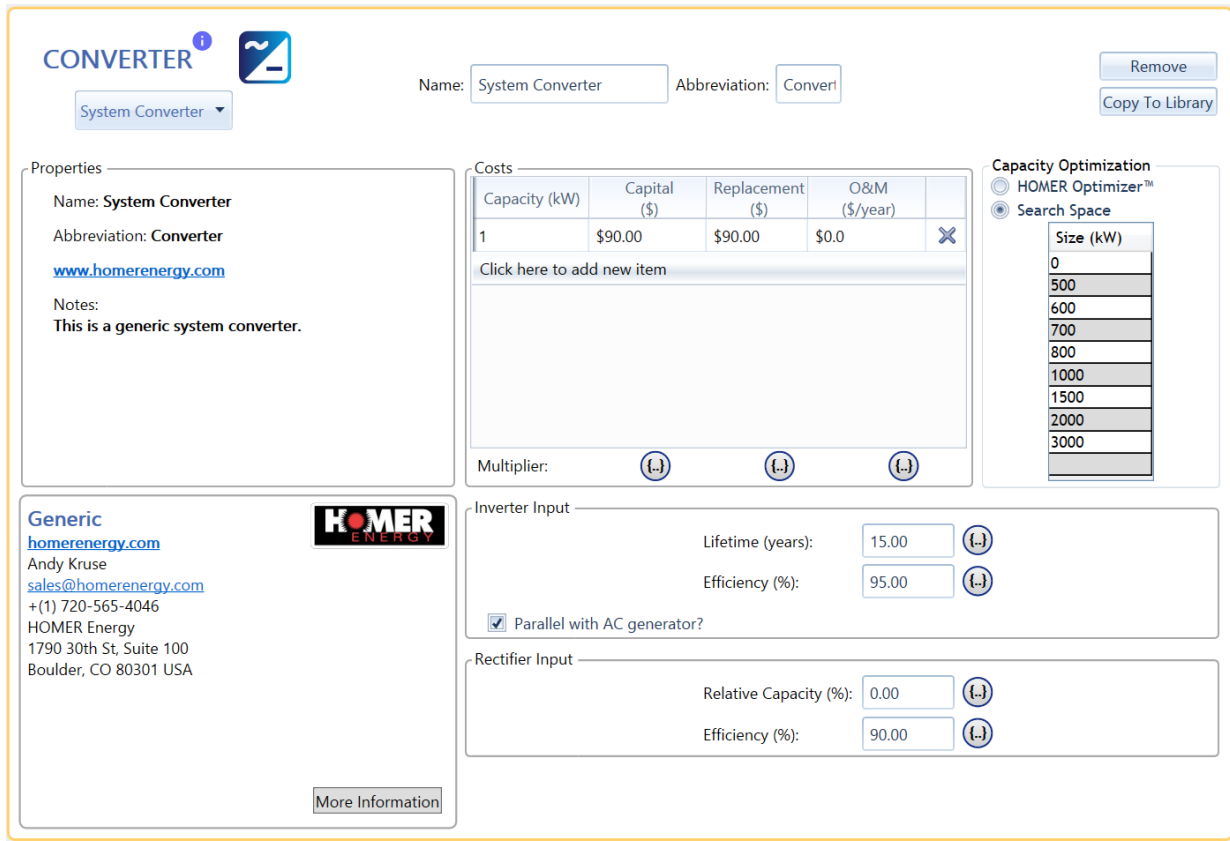 CONVERTER
i
System Converter
Name: System Converter
Abbreviation: Convert
Remove
Copy To Library
Properties
Name: System Converter
Abbreviation: Converter
www.homerenergy.com
Notes:
This is a generic system converter.
Costs
Capacity (kW) Capital ($) Replacement ($) O&M ($/year)
1 $90.00 $90.00 $0.0
Click here to add new item
Multiplier: {..} {..} {..}
Capacity Optimization
HOMER Optimizer™
Search Space
Size (kW)
0
500
600
700
800
1000
1500
2000
3000
Generic
HOMER
ENERGY
homerenergy.com
Andy Kruse
sales@homerenergy.com
+(1) 720-565-4046
HOMER Energy
1790 30th St, Suite 100
Boulder, CO 80301 USA
More Information
Inverter Input
Lifetime (years): 15.00 {..}
Efficiency (%): 95.00 {..}
Parallel with AC generator?
Rectifier Input
Relative Capacity (%): 0.00 {..}
Efficiency (%): 90.00 {..}